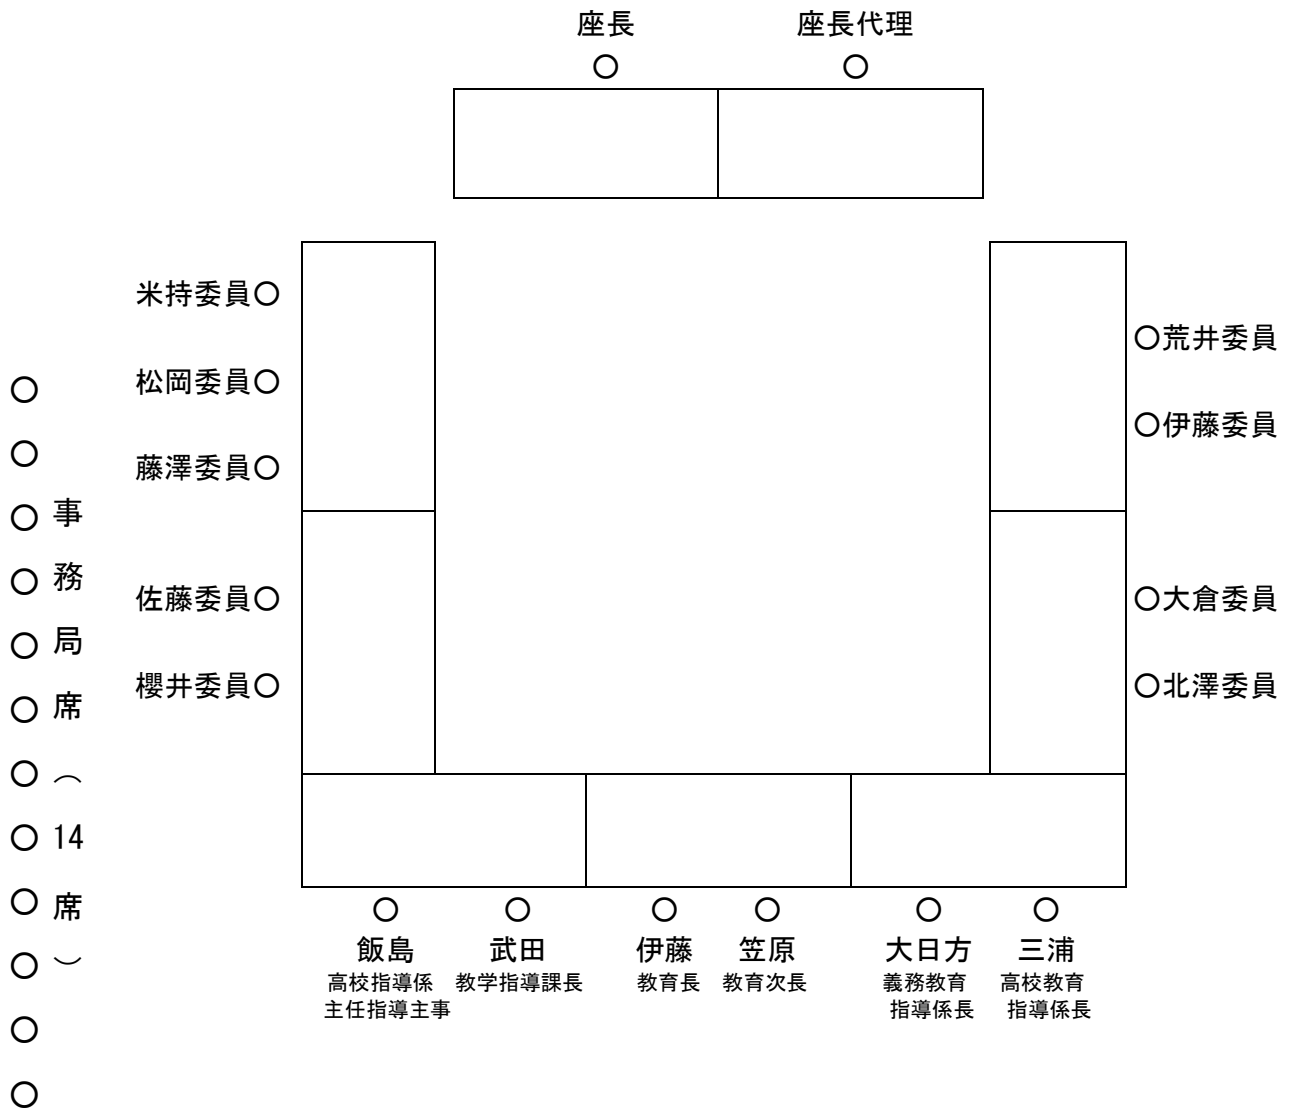 座長 座長代理
○ ○
米持委員○
松岡委員○
藤澤委員○
佐藤委員○
櫻井委員○
○荒井委員
○伊藤委員
○大倉委員
○北澤委員
事務局席（14席）
○
○
○
○
○
○
○
○
○
○
○
○
○ ○ ○ ○ ○ ○
飯島 武田 伊藤 笠原 大日方 三浦
高校指導係 教学指導課長 教育長 教育次長 義務教育 高校教育
主任指導主事 指導係長 指導係長